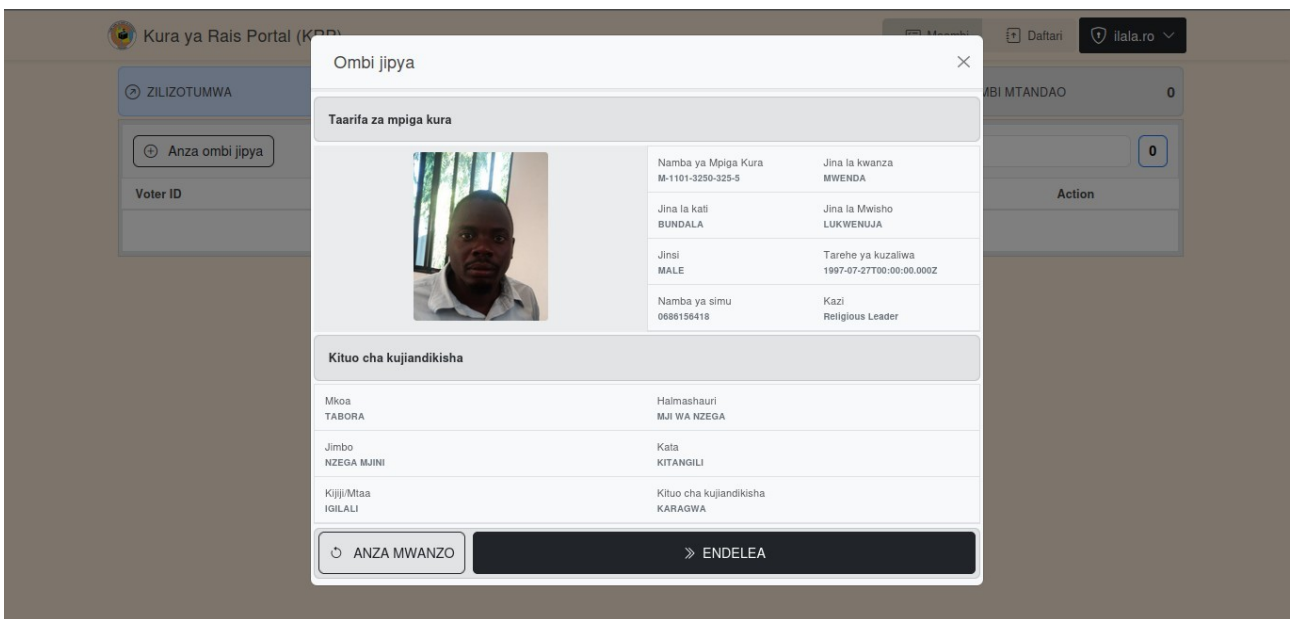 Kura ya Rais Portal
Daftari
ilala.ro
ZILIZOTUMWA
MTANDAO
0
Anza ombi jipya
0
Voter ID
Action
Ombi jipya
Taarifa za mpiga kura
Namba ya Mpiga Kura
M-1101-3250-325-5
Jina la kwanza
MWENDA
Jina la kati
BUNDALA
Jina la Mwisho
LUKWENUJA
Jinsi
MALE
Tarehe ya kuzaliwa
1997-07-27T00:00:00.000Z
Namba ya simu
0686156418
Kazi
Religious Leader
Kituo cha kujiandikisha
Mkoa
TABORA
Halmashauri
MJI WA NZEGA
Jimbo
NZEGA MJINI
Kata
KITANGILI
Kijiji/Mtaa
IGILALI
Kituo cha kujiandikisha
KARAGWA
ANZA MWANZO
ENDELEA